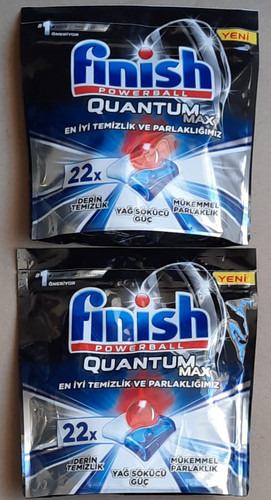 #1
ÖNERİYOR
YENİ
finish
POWERBALL
QUANTUM
MAX
EN İYİ TEMİZLİK VE PARLAKLIĞIMIZ
22x
DERİN
TEMİZLİK
YAĞ SÖKÜCÜ
GÜÇ
MÜKEMMEL
PARLAKLIK
#1
ÖNERİYOR
YENİ
finish
POWERBALL
QUANTUM
MAX
EN İYİ TEMİZLİK VE PARLAKLIĞIMIZ
22x
DERİN
TEMİZLİK
YAĞ SÖKÜCÜ
GÜÇ
MÜKEMMEL
PARLAKLIK